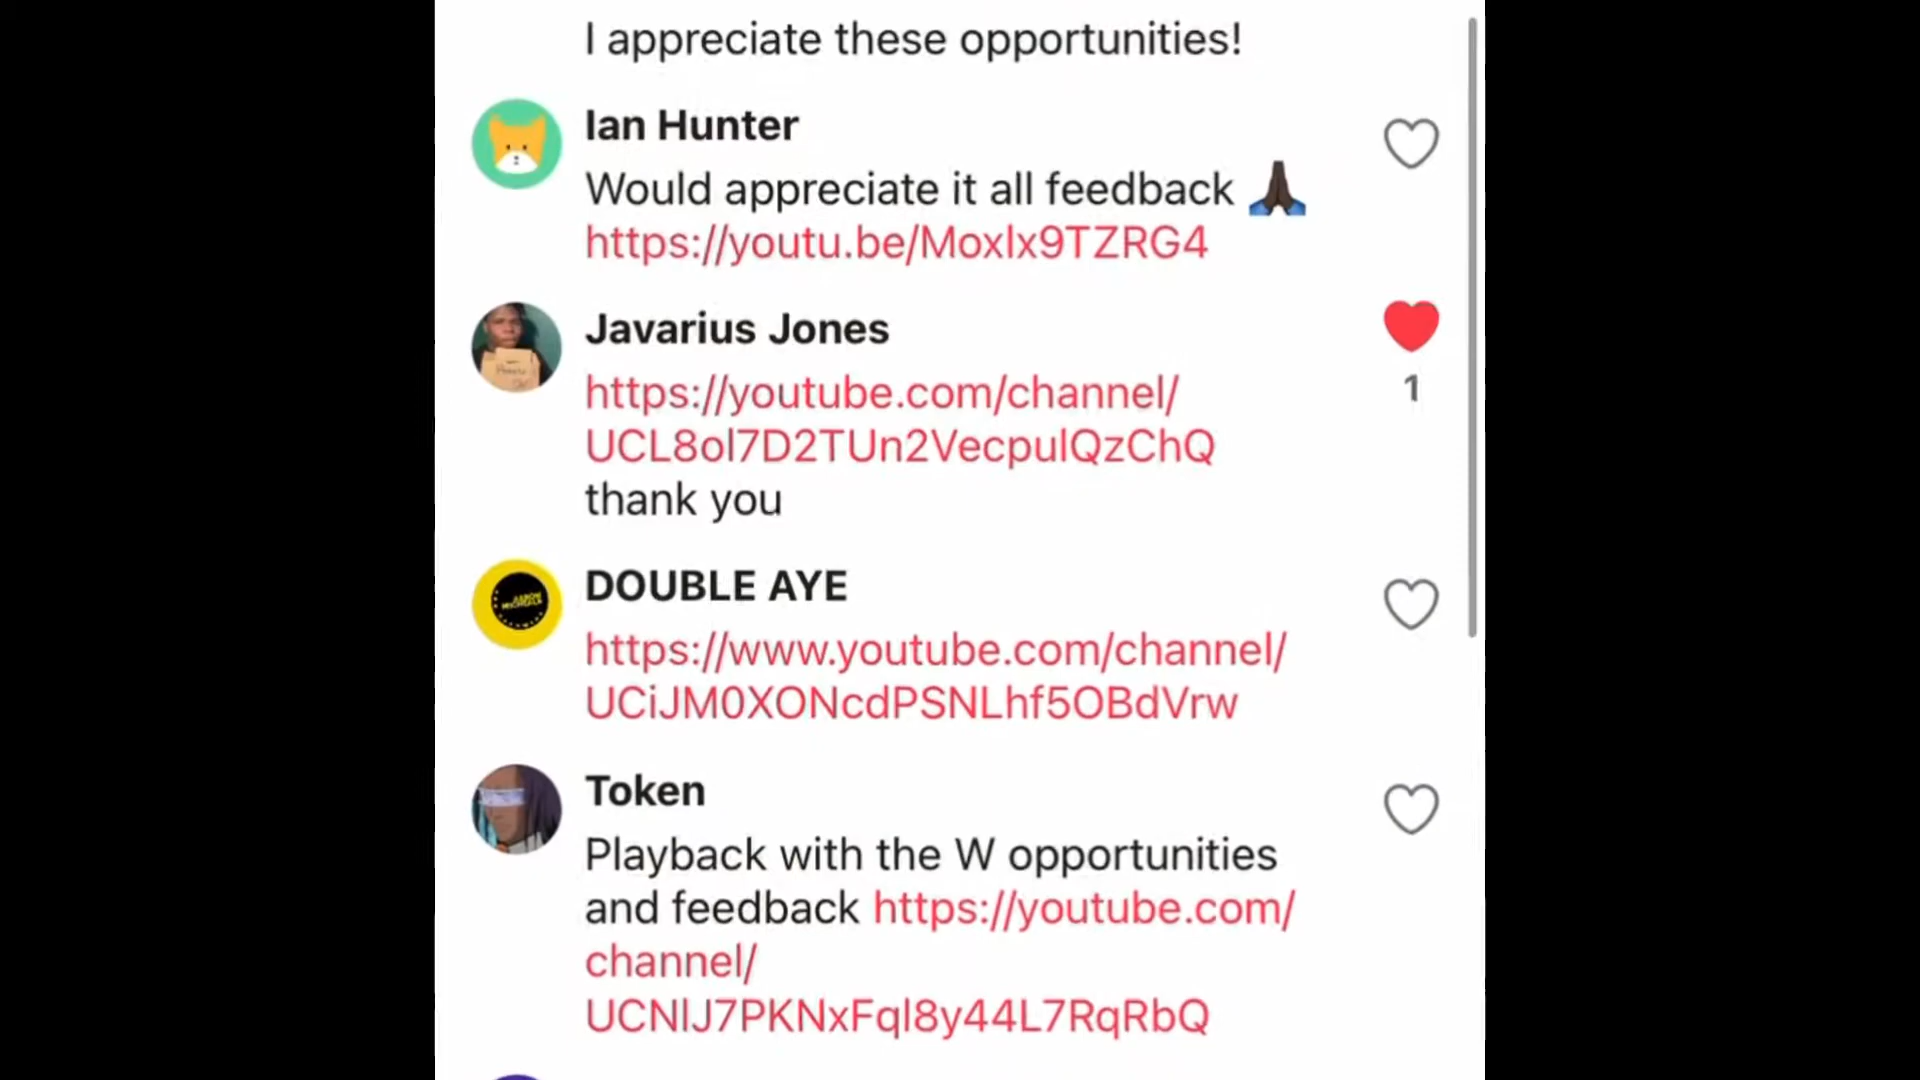 I appreciate these opportunities!
Ian Hunter
Would appreciate it all feedback 🙏🏿
https://youtu.be/Moxlx9TZRG4
Javarius Jones
https://youtube.com/channel/
UCL8ol7D2TUn2VecpulQzChQ
1
thank you
DOUBLE AYE
https://www.youtube.com/channel/
UCiJM0XONcdPSNLhf5OBdVrw
Token
Playback with the W opportunities
and feedback https://youtube.com/
channel/
UCNlJ7PKNxFql8y44L7RqRbQ